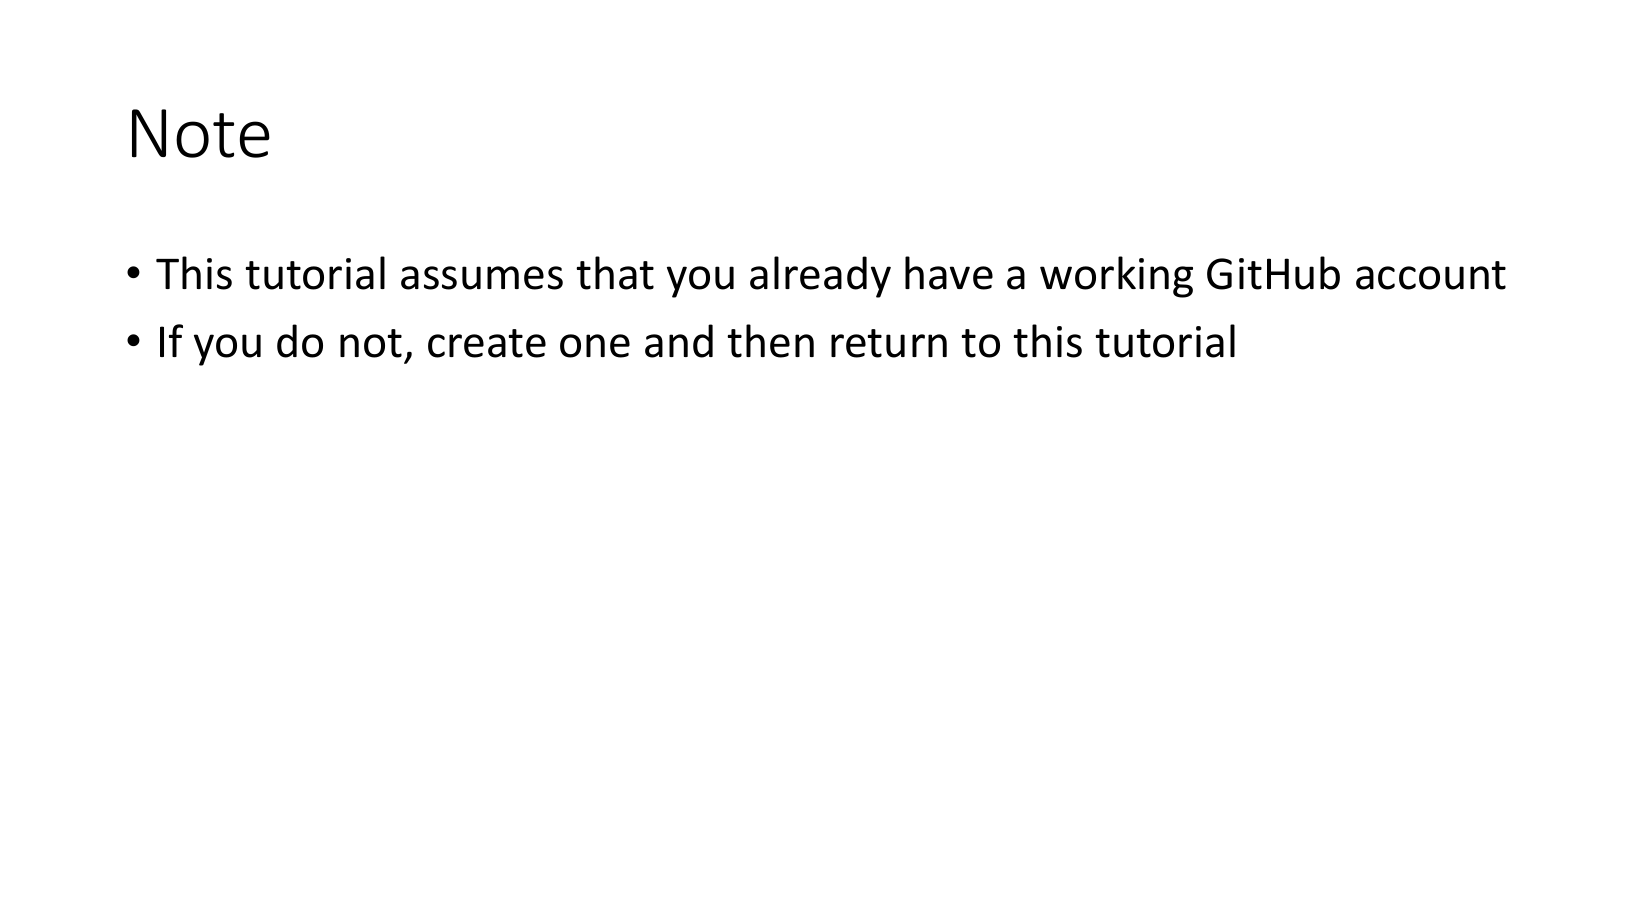 Note
• This tutorial assumes that you already have a working GitHub account
• If you do not, create one and then return to this tutorial